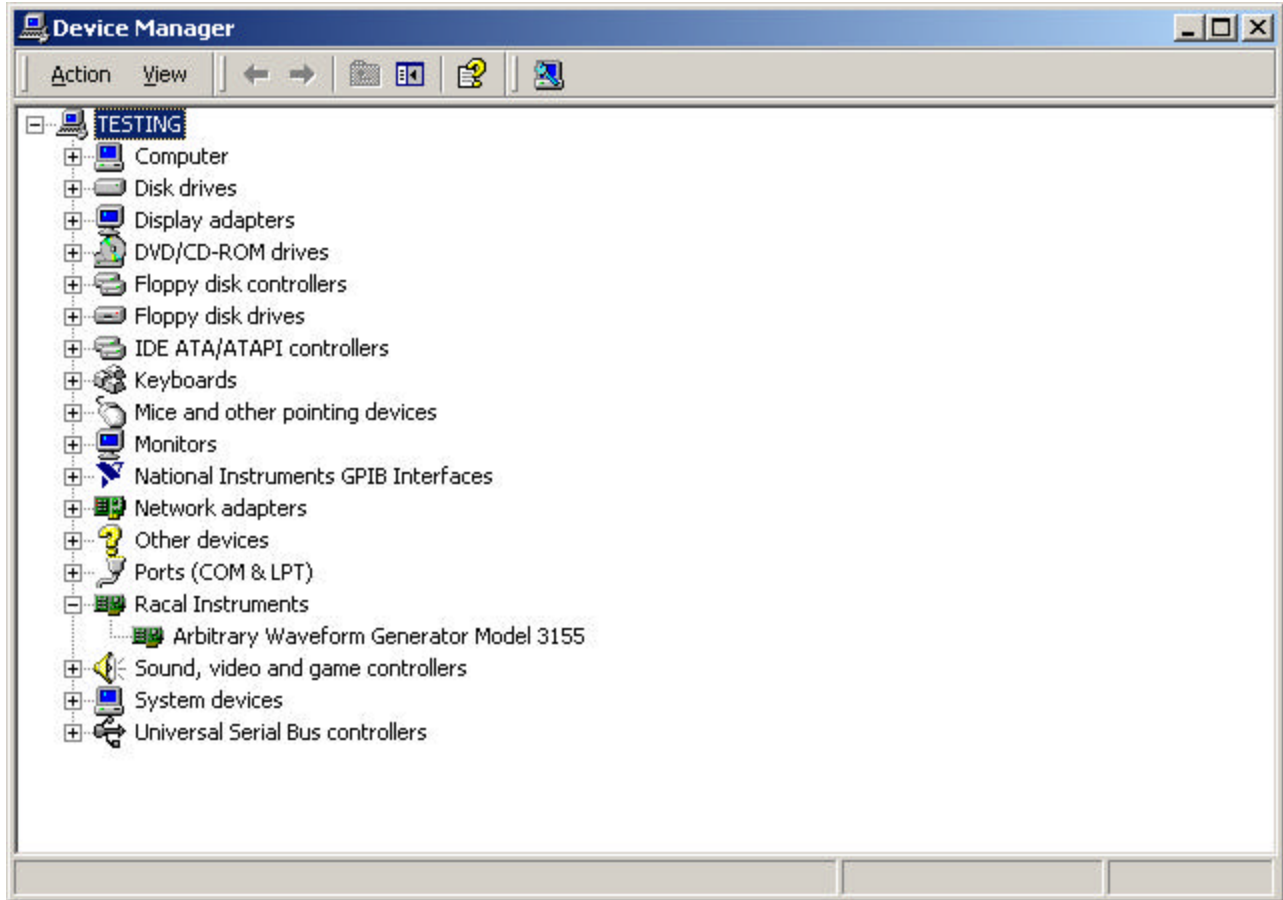 Device Manager
Action View
TESTING
Computer
Disk drives
Display adapters
DVD/CD-ROM drives
Floppy disk controllers
Floppy disk drives
IDE ATA/ATAPI controllers
Keyboards
Mice and other pointing devices
Monitors
National Instruments GPIB Interfaces
Network adapters
Other devices
Ports (COM & LPT)
Racal Instruments
Arbitrary Waveform Generator Model 3155
Sound, video and game controllers
System devices
Universal Serial Bus controllers